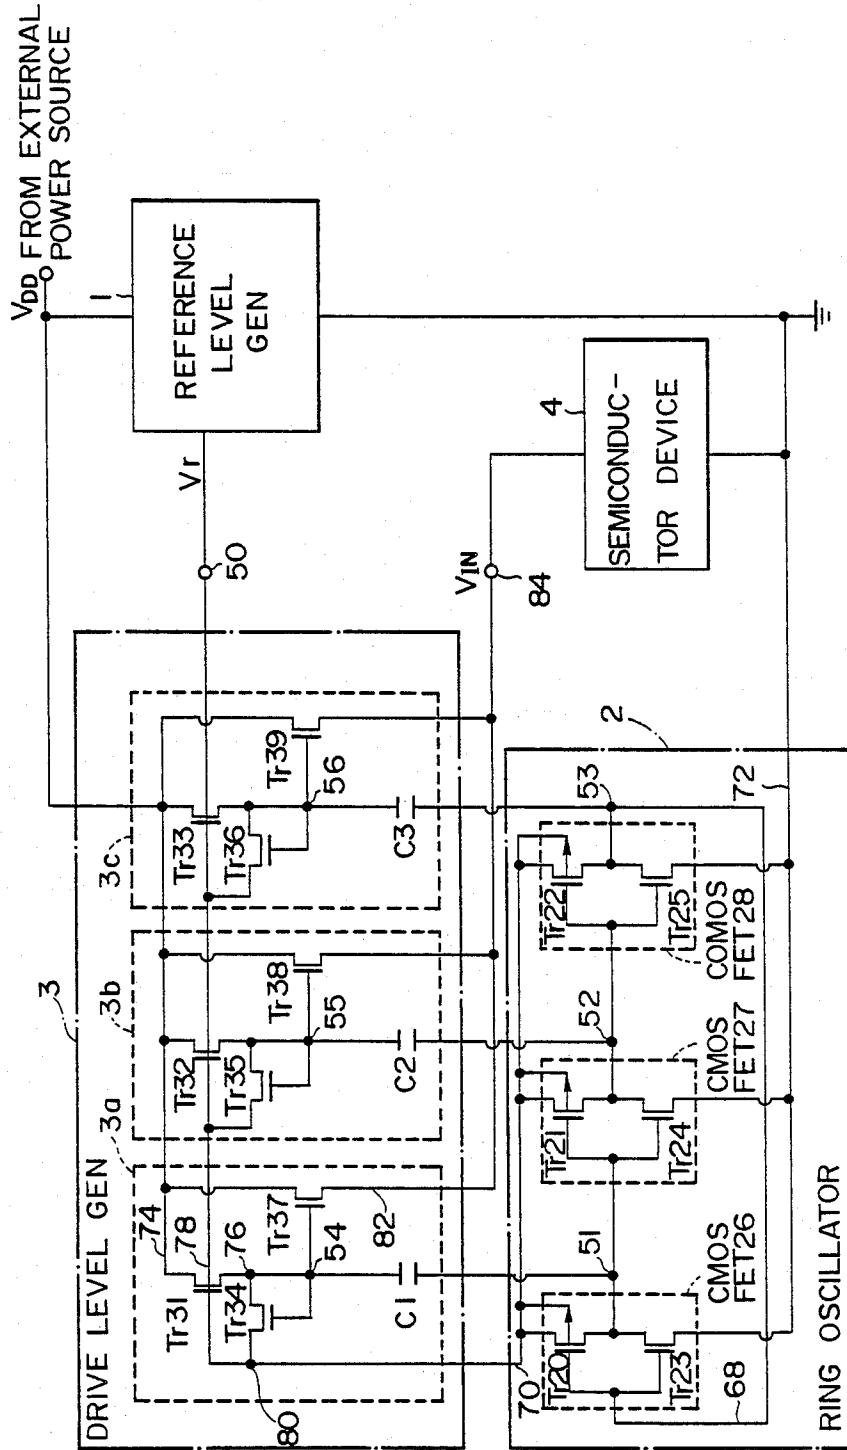 VDD FROM EXTERNAL
POWER SOURCE
1
REFERENCE
LEVEL
GEN
Vr
50
4
SEMICONDUC-
TOR DEVICE
VIN
84
3
DRIVE LEVEL GEN
3a
3b
3c
74
78
76
Tr31
Tr34
Tr37
54
82
C1
80
Tr32
Tr35
Tr38
55
C2
Tr33
Tr36
Tr39
56
C3
2
RING OSCILLATOR
70
Tr20
Tr23
68
51
CMOS
FET26
Tr21
Tr24
52
CMOS
FET27
Tr22
Tr25
53
COMOS
FET28
72